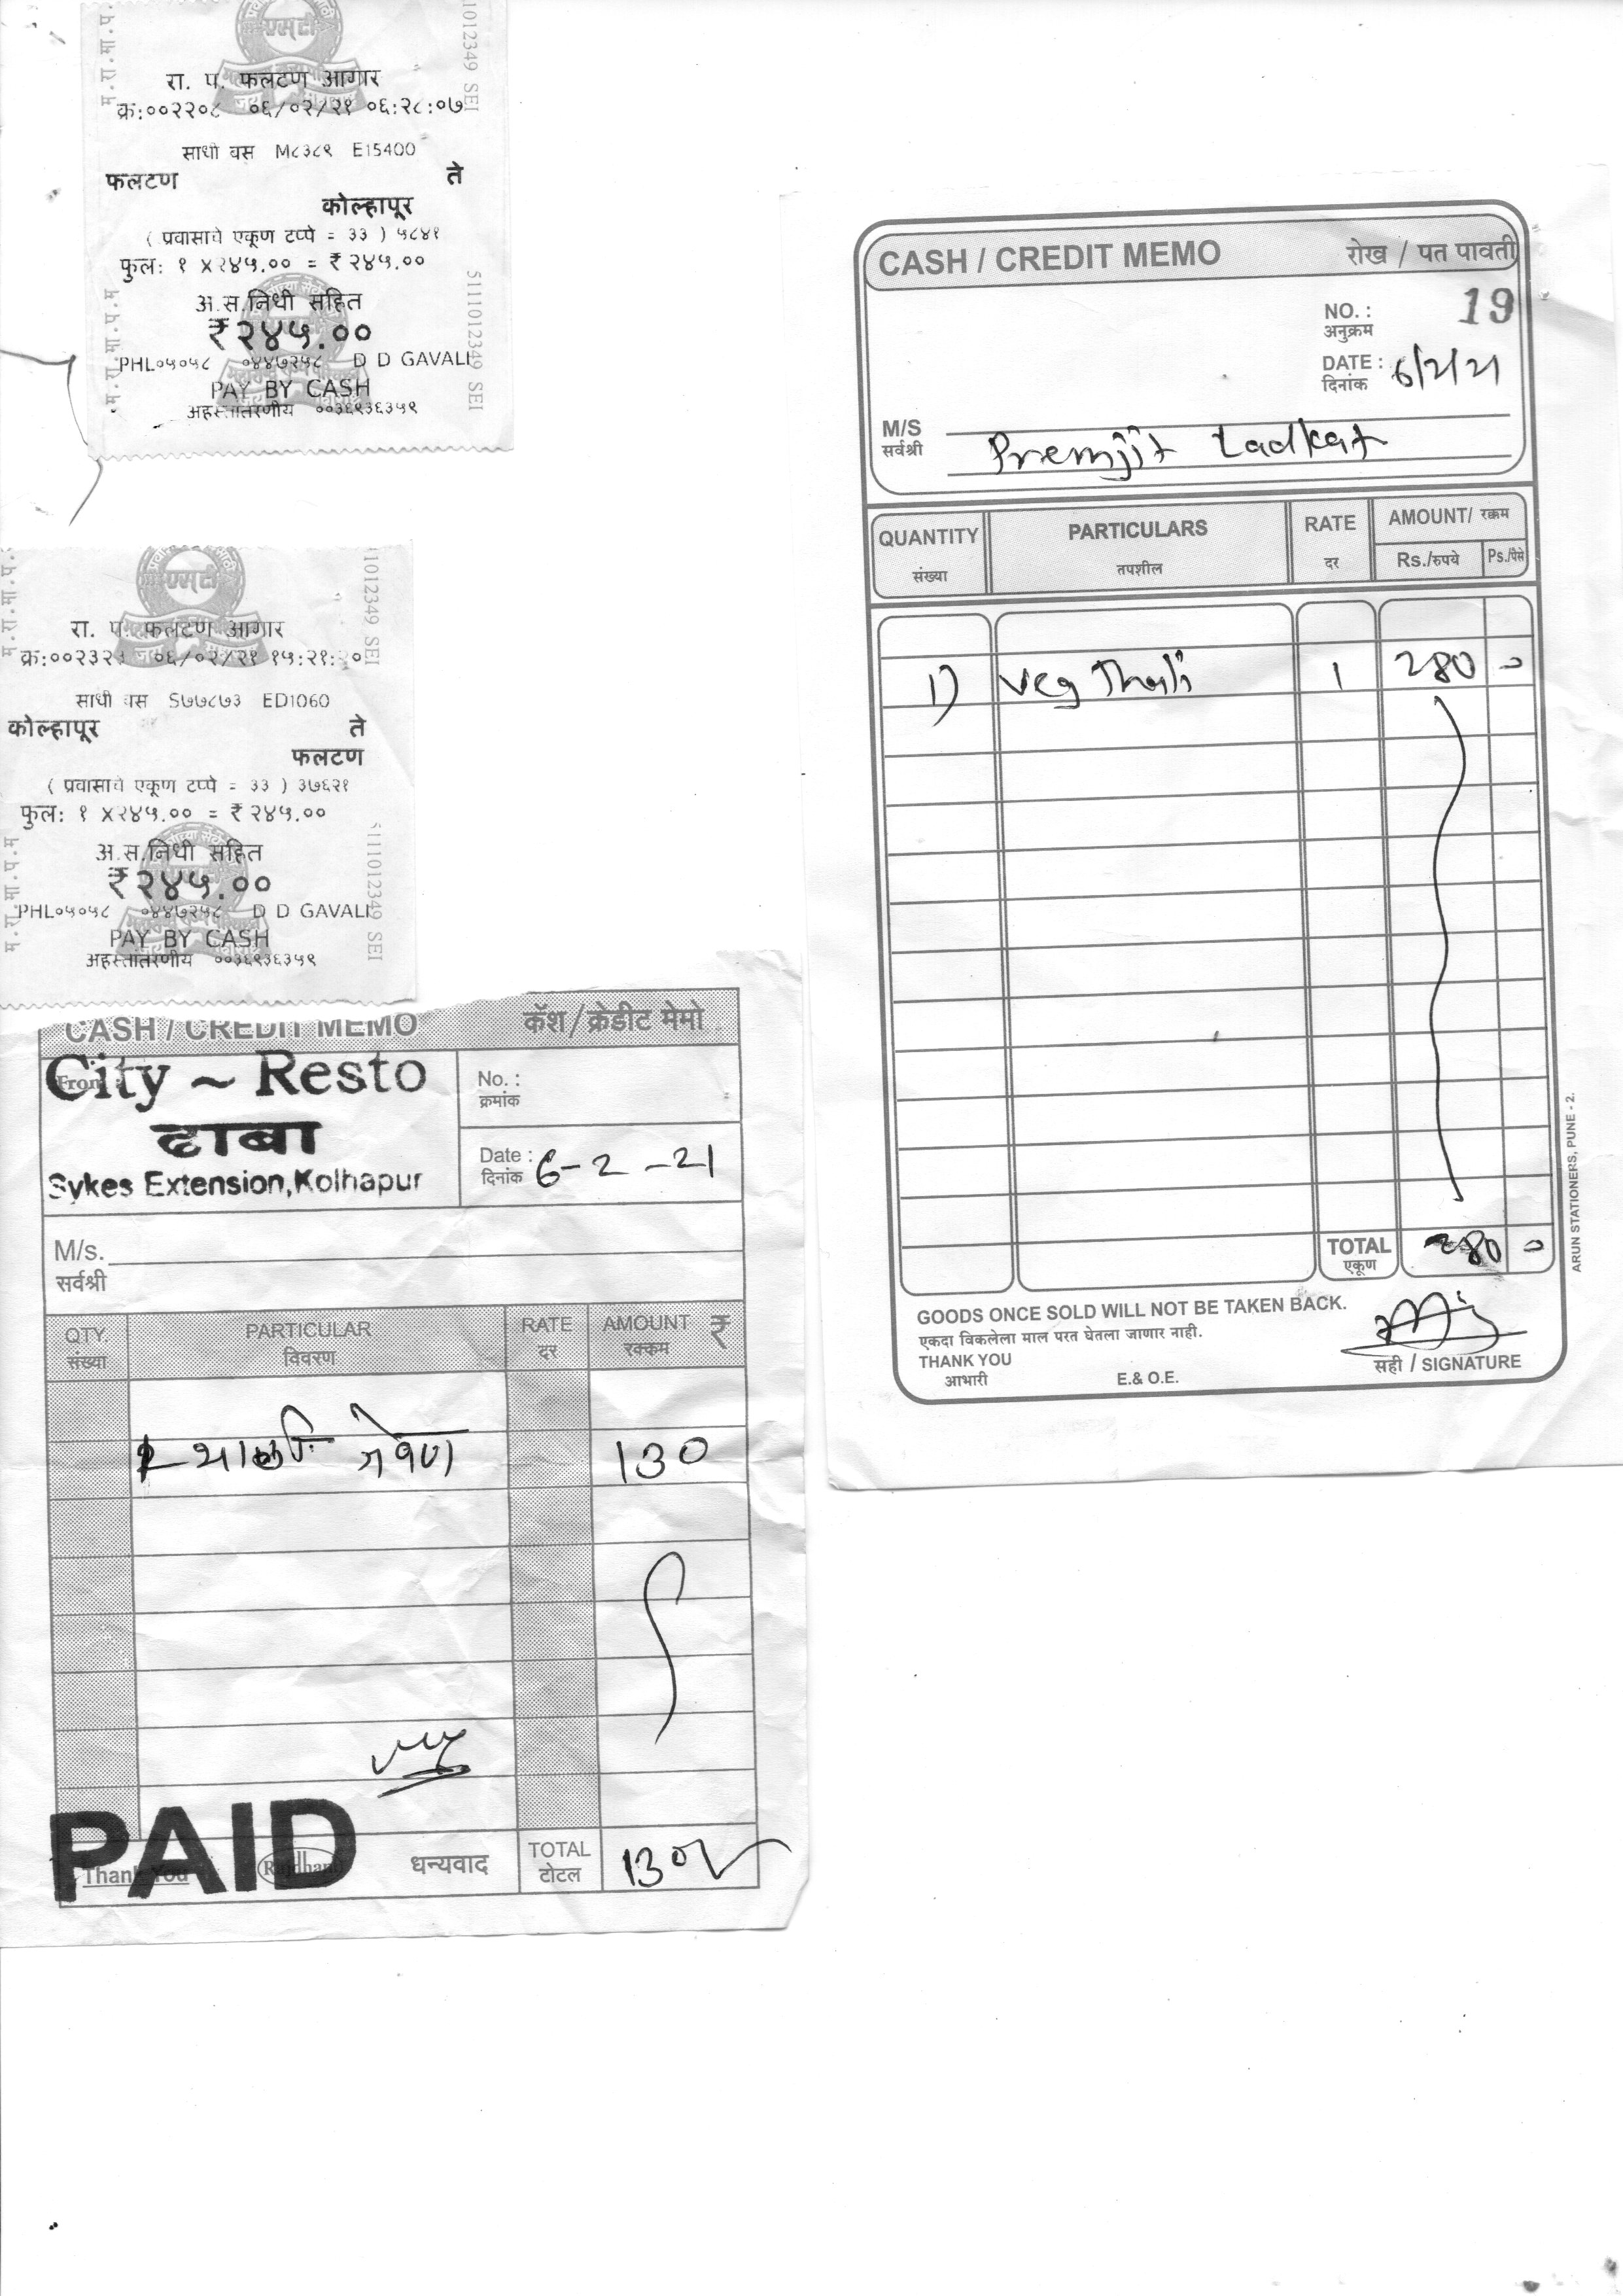 रा. प. फलटण आगार
क्र:००२२०८ ०६/०२/२१ ०६:२८:०७
साधी बस M८३८९ E15400
फलटण ते
कोल्हापूर
( प्रवासाचे एकूण टप्पे = ३३ ) ५८४१
फुल: १ X२४५.०० = ₹ २४५.००
अ.स.निधी सहित
₹२४५.००
PHL०५०५८ ०४४७२५८ D D GAVALI
PAY BY CASH
अहस्तांतरणीय ००३६९३६३५९
म.रा.मा.प.म
1012349 SEI
5111012349 SEI
रा. प. फलटण आगार
क्र:००२३२ ०६/०२/२१ १५:२१:२०
साधी बस S७७८७३ ED1060
कोल्हापूर ते
फलटण
( प्रवासाचे एकूण टप्पे = ३३ ) ३७६२१
फुल: १ X२४५.०० = ₹ २४५.००
अ.स.निधी सहित
₹२४५.००
PHL०५०५८ ०४४७२५८ D D GAVALI
PAY BY CASH
अहस्तांतरणीय ००३६९३६३५९
म.रा.मा.प.म
1012349 SEI
5111012349 SEI
CASH / CREDIT MEMO कॅश/क्रेडीट मेमो
From :
City ~ Resto
ढाबा
Sykes Extension,Kolhapur
No. :
क्रमांक
Date : 6-2-21
दिनांक
M/s.
सर्वश्री
QTY. PARTICULAR RATE AMOUNT ₹
संख्या विवरण दर रक्कम
130
PAID
Thank You Rajdhani धन्यवाद
TOTAL 130/-
टोटल
CASH / CREDIT MEMO रोख / पत पावती
NO. : 19
अनुक्रम
DATE : 6/2/21
दिनांक
M/S Premjit Ladkat
सर्वश्री
QUANTITY PARTICULARS RATE AMOUNT/ रक्कम
संख्या तपशील दर Rs./रुपये Ps./पैसे
1) Veg Thali 1 280 =
TOTAL 280 =
एकूण
GOODS ONCE SOLD WILL NOT BE TAKEN BACK.
एकदा विकलेला माल परत घेतला जाणार नाही.
THANK YOU
आभारी E.& O.E. सही / SIGNATURE
ARUN STATIONERS, PUNE - 2.